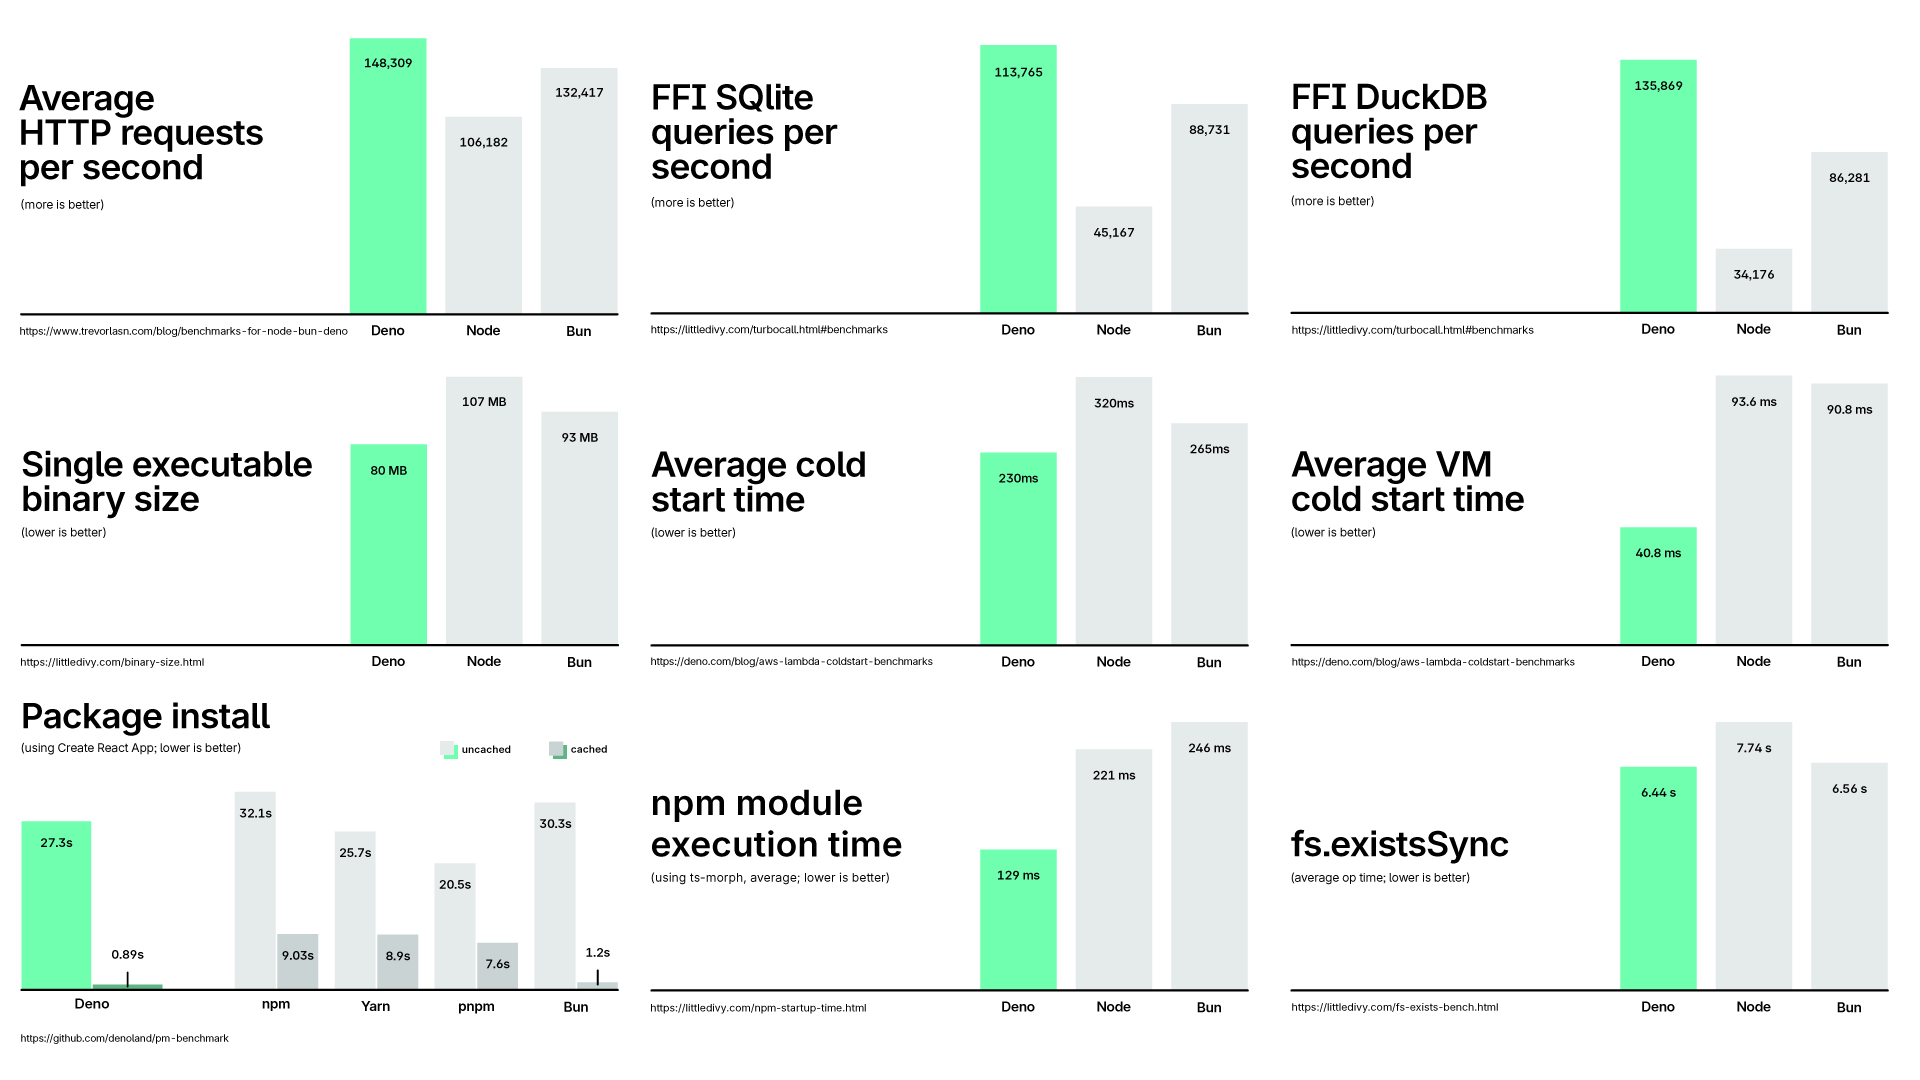 Average
HTTP requests
per second
(more is better)
148,309
106,182
132,417
https://www.trevorlasn.com/blog/benchmarks-for-node-bun-deno
Deno
Node
Bun
FFI SQlite
queries per
second
(more is better)
113,765
45,167
88,731
https://littledivy.com/turbocall.html#benchmarks
Deno
Node
Bun
FFI DuckDB
queries per
second
(more is better)
135,869
34,176
86,281
https://littledivy.com/turbocall.html#benchmarks
Deno
Node
Bun
Single executable
binary size
(lower is better)
80 MB
107 MB
93 MB
https://littledivy.com/binary-size.html
Deno
Node
Bun
Average cold
start time
(lower is better)
230ms
320ms
265ms
https://deno.com/blog/aws-lambda-coldstart-benchmarks
Deno
Node
Bun
Average VM
cold start time
(lower is better)
40.8 ms
93.6 ms
90.8 ms
https://deno.com/blog/aws-lambda-coldstart-benchmarks
Deno
Node
Bun
Package install
(using Create React App; lower is better)
uncached
cached
27.3s
0.89s
32.1s
9.03s
25.7s
8.9s
20.5s
7.6s
30.3s
1.2s
Deno
npm
Yarn
pnpm
Bun
https://github.com/denoland/pm-benchmark
npm module
execution time
(using ts-morph, average; lower is better)
129 ms
221 ms
246 ms
https://littledivy.com/npm-startup-time.html
Deno
Node
Bun
fs.existsSync
(average op time; lower is better)
6.44 s
7.74 s
6.56 s
https://littledivy.com/fs-exists-bench.html
Deno
Node
Bun